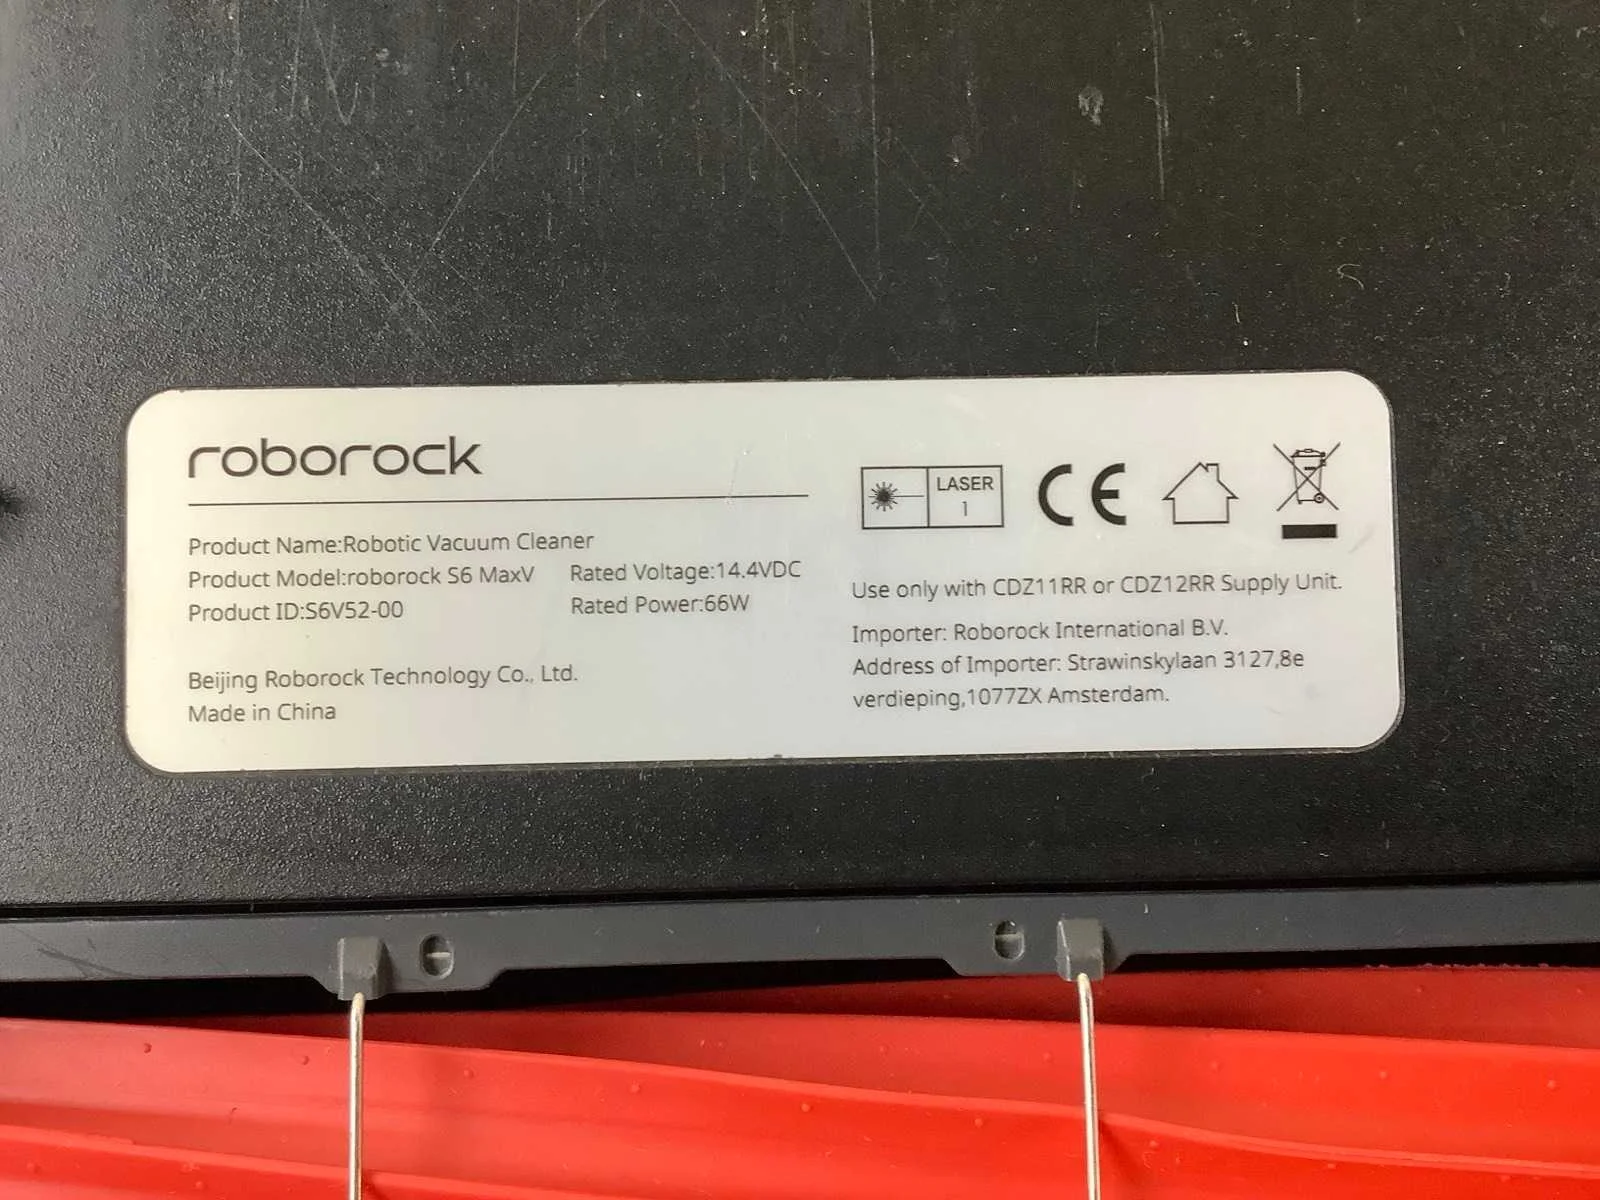 roborock
Product Name:Robotic Vacuum Cleaner
Product Model:roborock S6 MaxV
Rated Voltage:14.4VDC
Product ID:S6V52-00
Rated Power:66W
Beijing Roborock Technology Co., Ltd.
Made in China
LASER
1
CE
Use only with CDZ11RR or CDZ12RR Supply Unit.
Importer: Roborock International B.V.
Address of Importer: Strawinskylaan 3127,8e
verdieping,1077ZX Amsterdam.